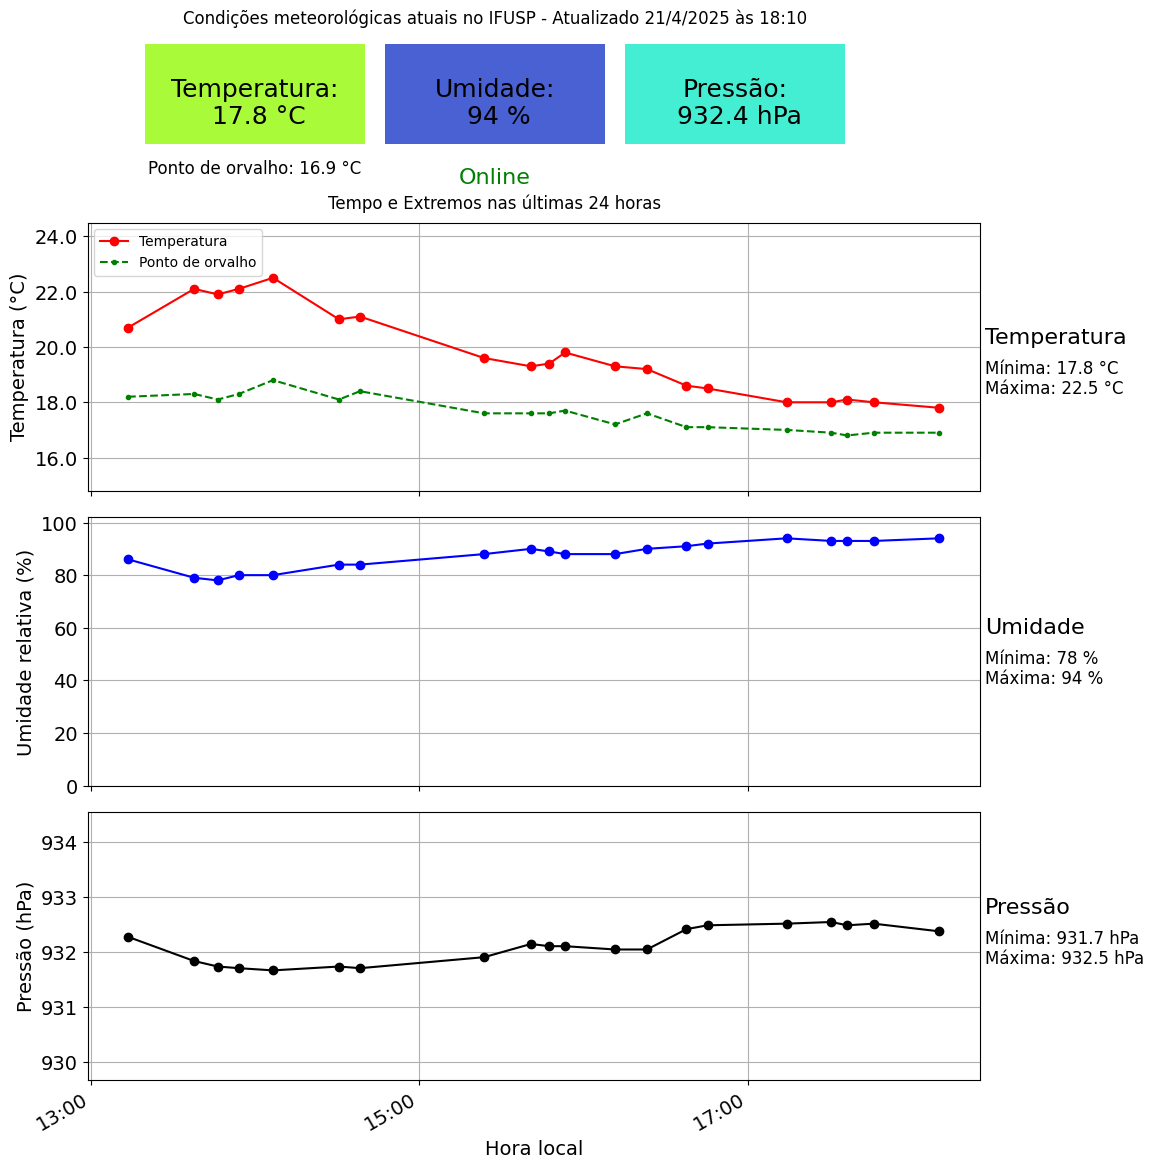 Condições meteorológicas atuais no IFUSP - Atualizado 21/4/2025 às 18:10
Temperatura:
17.8 °C
Umidade:
94 %
Pressão:
932.4 hPa
Ponto de orvalho: 16.9 °C
Online
Tempo e Extremos nas últimas 24 horas
Temperatura (°C)
24.0
22.0
20.0
18.0
16.0
Temperatura
Ponto de orvalho
Temperatura
Mínima: 17.8 °C
Máxima: 22.5 °C
Umidade relativa (%)
100
80
60
40
20
0
Umidade
Mínima: 78 %
Máxima: 94 %
Pressão (hPa)
934
933
932
931
930
Pressão
Mínima: 931.7 hPa
Máxima: 932.5 hPa
13:00
15:00
17:00
Hora local